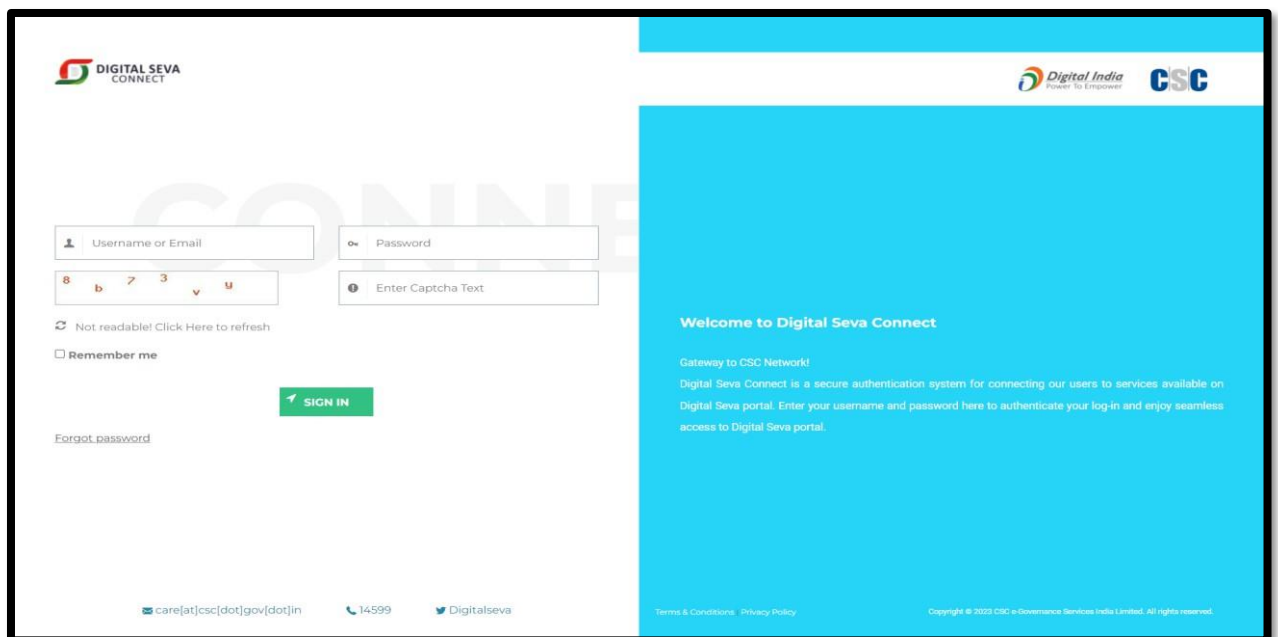 DIGITAL SEVA
CONNECT
Digital India
Power To Empower
CSC
CONNE
Username or Email
Password
8 b 7 3 v y
Enter Captcha Text
Not readable! Click Here to refresh
Remember me
SIGN IN
Forgot password
care[at]csc[dot]gov[dot]in 14599 Digitalseva
Welcome to Digital Seva Connect
Gateway to CSC Network!
Digital Seva Connect is a secure authentication system for connecting our users to services available on
Digital Seva portal. Enter your username and password here to authenticate your log-in and enjoy seamless
access to Digital Seva portal.
Terms & Conditions Privacy Policy
Copyright © 2023 CSC e-Governance Services India Limited. All rights reserved.